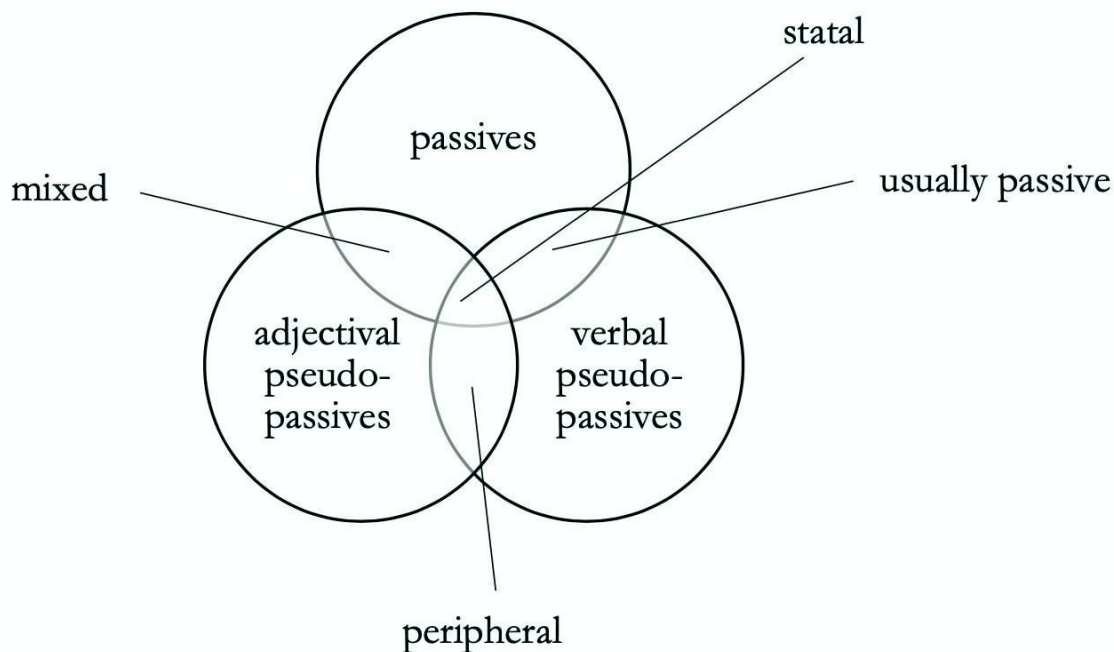 statal
passives
mixed
usually passive
adjectival
pseudo-
passives
verbal
pseudo-
passives
peripheral